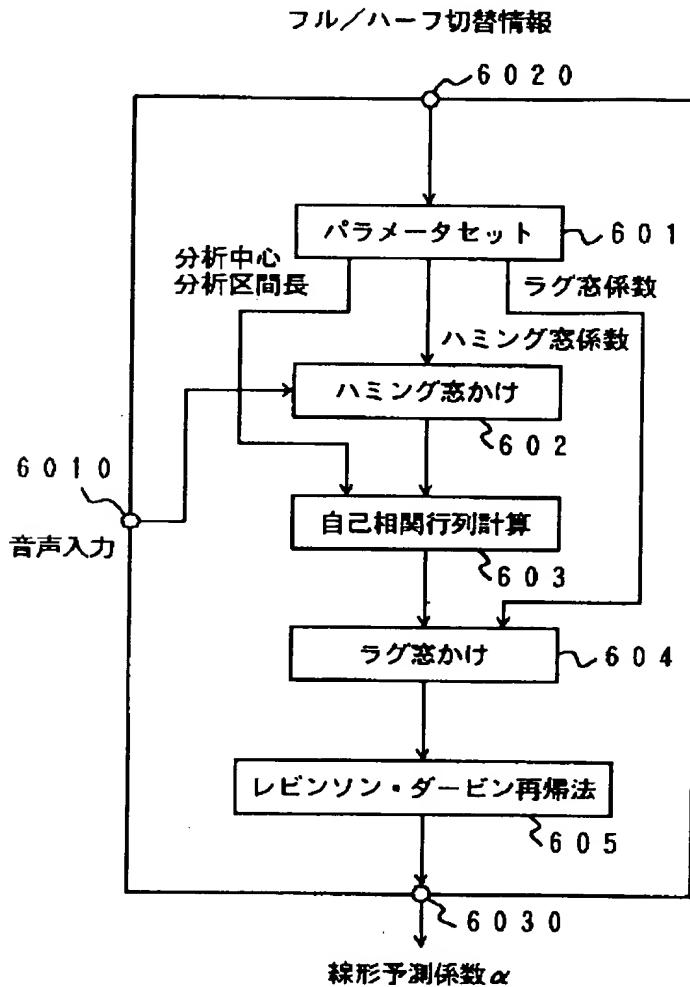 フル／ハーフ切替情報
6020
パラメータセット
601
分析中心
分析区間長
ラグ窓係数
ハミング窓係数
ハミング窓かけ
602
6010
音声入力
自己相関行列計算
603
ラグ窓かけ
604
レビンソン・ダービン再帰法
605
6030
線形予測係数α